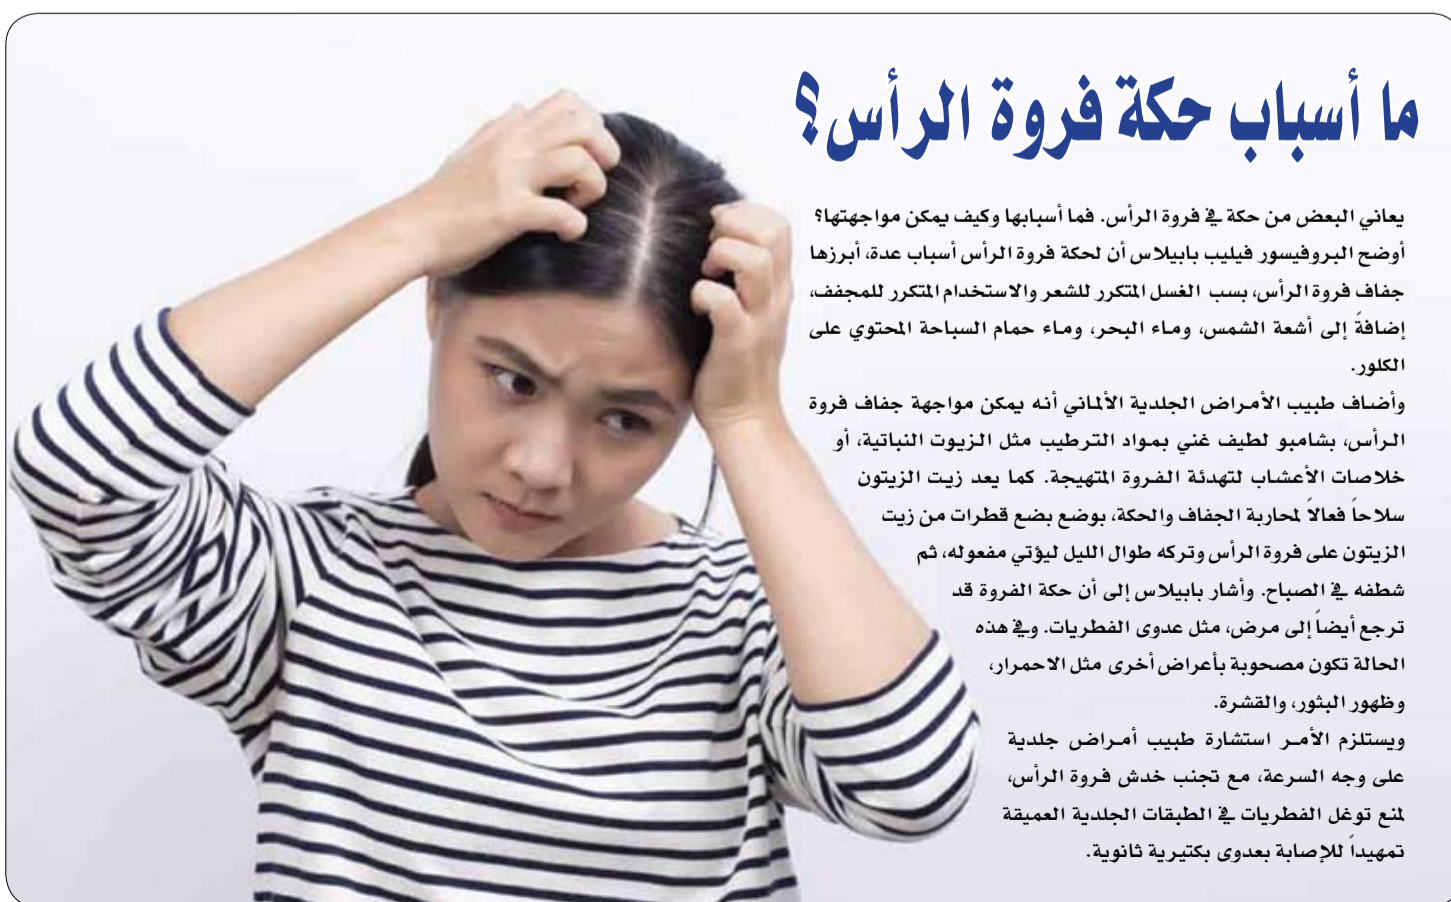 ما أسباب حكة فروة الرأس؟
يعاني البعض من حكة في فروة الرأس. فما أسبابها وكيف يمكن مواجهتها؟
أوضح البروفيسور فيليب بابيلاس أن لحكة فروة الرأس أسباب عدة، أبرزها
جفاف فروة الرأس، بسب الغسل المتكرر للشعر والاستخدام المتكرر للمجفف،
إضافةً إلى أشعة الشمس، وماء البحر، وماء حمام السباحة المحتوي على
الكلور.
وأضاف طبيب الأمراض الجلدية الألماني أنه يمكن مواجهة جفاف فروة
الرأس، بشامبو لطيف غني بمواد الترطيب مثل الزيوت النباتية، أو
خلاصات الأعشاب لتهدئة الفروة المتهيجة. كما يعد زيت الزيتون
سلاحاً فعالاً لمحاربة الجفاف والحكة، بوضع بضع قطرات من زيت
الزيتون على فروة الرأس وتركه طوال الليل ليؤتي مفعوله، ثم
شطفه في الصباح. وأشار بابيلاس إلى أن حكة الفروة قد
ترجع أيضاً إلى مرض، مثل عدوى الفطريات. وفي هذه
الحالة تكون مصحوبة بأعراض أخرى مثل الاحمرار،
وظهور البثور، والقشرة.
ويستلزم الأمر استشارة طبيب أمراض جلدية
على وجه السرعة، مع تجنب خدش فروة الرأس،
لمنع توغل الفطريات في الطبقات الجلدية العميقة
تمهيداً للإصابة بعدوى بكتيرية ثانوية.